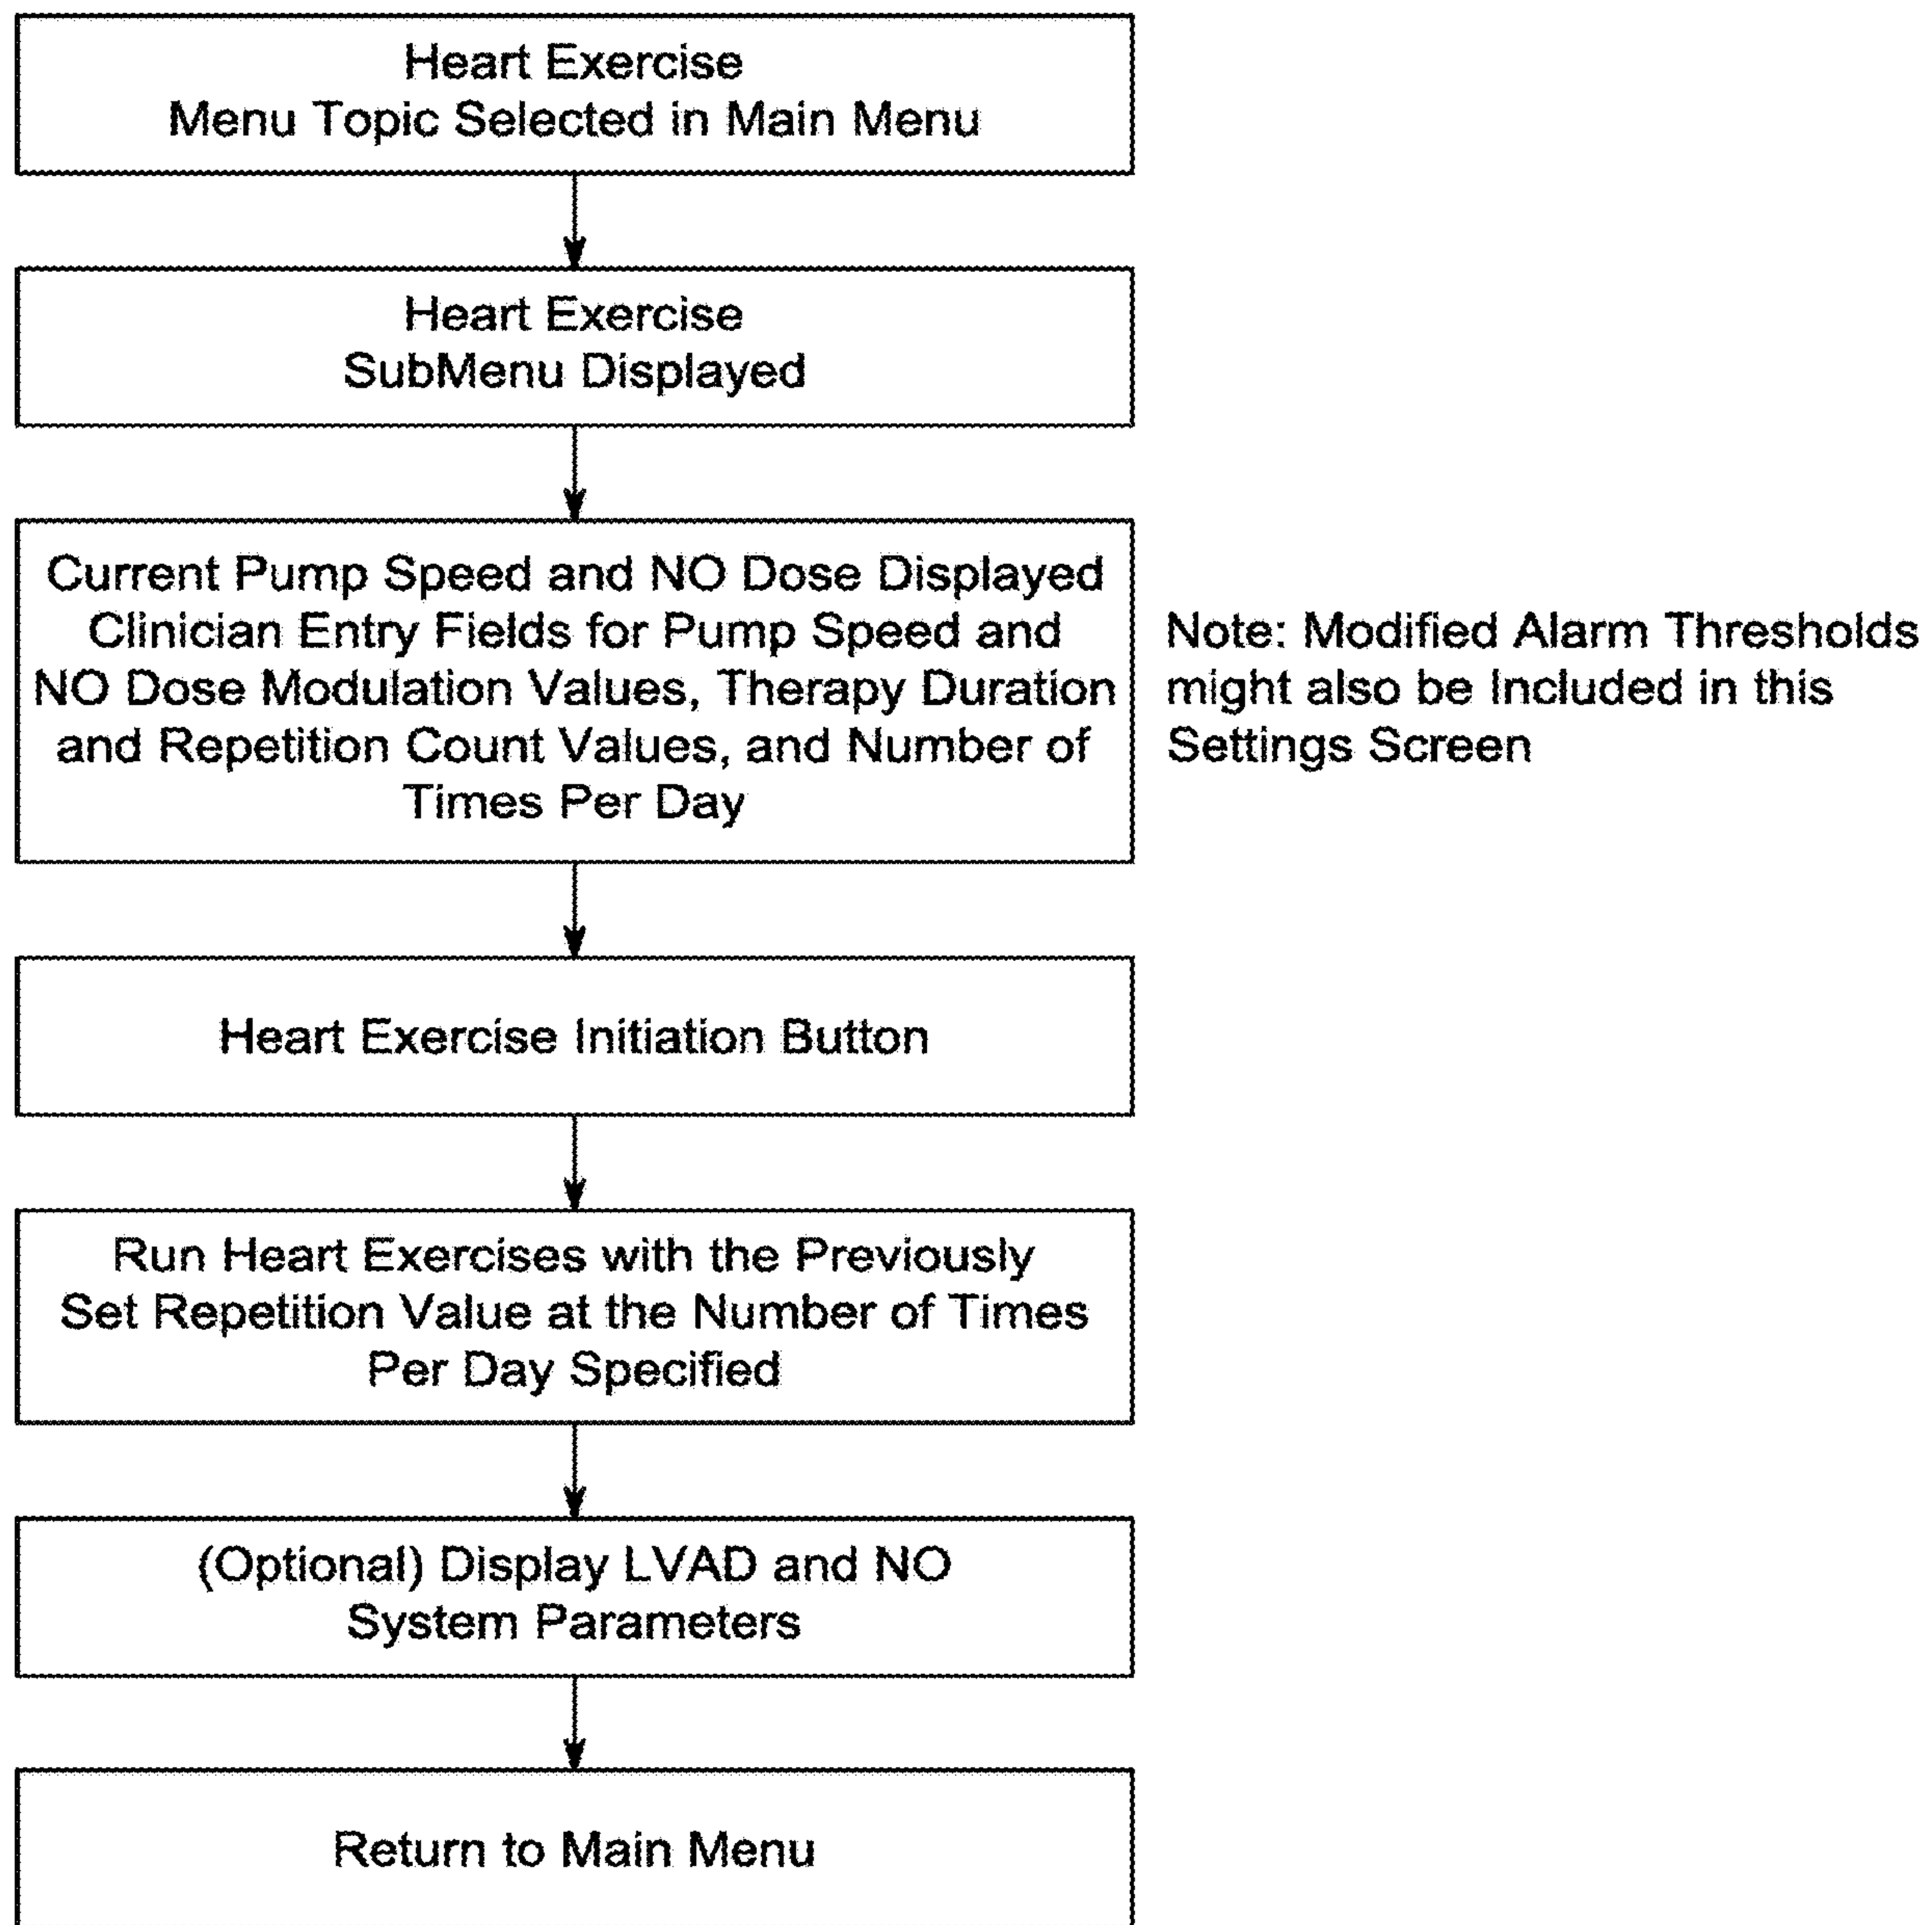 Heart Exercise
Menu Topic Selected in Main Menu
Heart Exercise
SubMenu Displayed
Current Pump Speed and NO Dose Displayed
Clinician Entry Fields for Pump Speed and
NO Dose Modulation Values, Therapy Duration
and Repetition Count Values, and Number of
Times Per Day
Note: Modified Alarm Thresholds
might also be Included in this
Settings Screen
Heart Exercise Initiation Button
Run Heart Exercises with the Previously
Set Repetition Value at the Number of Times
Per Day Specified
(Optional) Display LVAD and NO
System Parameters
Return to Main Menu